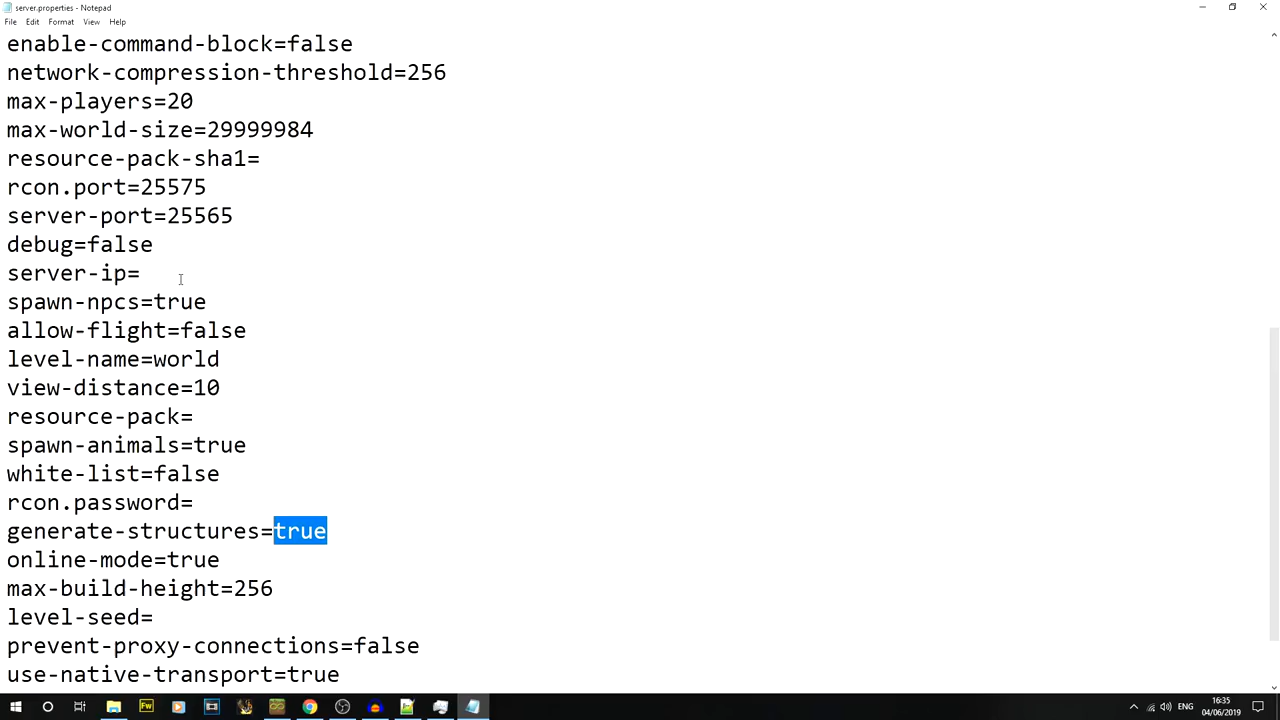 server.properties - Notepad
File Edit Format View Help
enable-command-block=false
network-compression-threshold=256
max-players=20
max-world-size=29999984
resource-pack-sha1=
rcon.port=25575
server-port=25565
debug=false
server-ip=
spawn-npcs=true
allow-flight=false
level-name=world
view-distance=10
resource-pack=
spawn-animals=true
white-list=false
rcon.password=
generate-structures=true
online-mode=true
max-build-height=256
level-seed=
prevent-proxy-connections=false
use-native-transport=true
Fw
ENG
16:35
04/06/2019